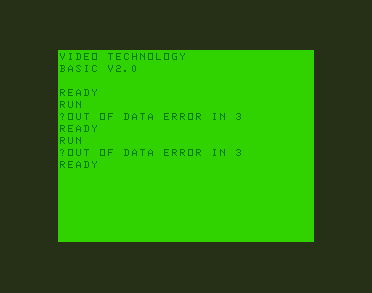 VIDEO TECHNOLOGY
BASIC V2.0
READY
RUN
?OUT OF DATA ERROR IN 3
READY
RUN
?OUT OF DATA ERROR IN 3
READY